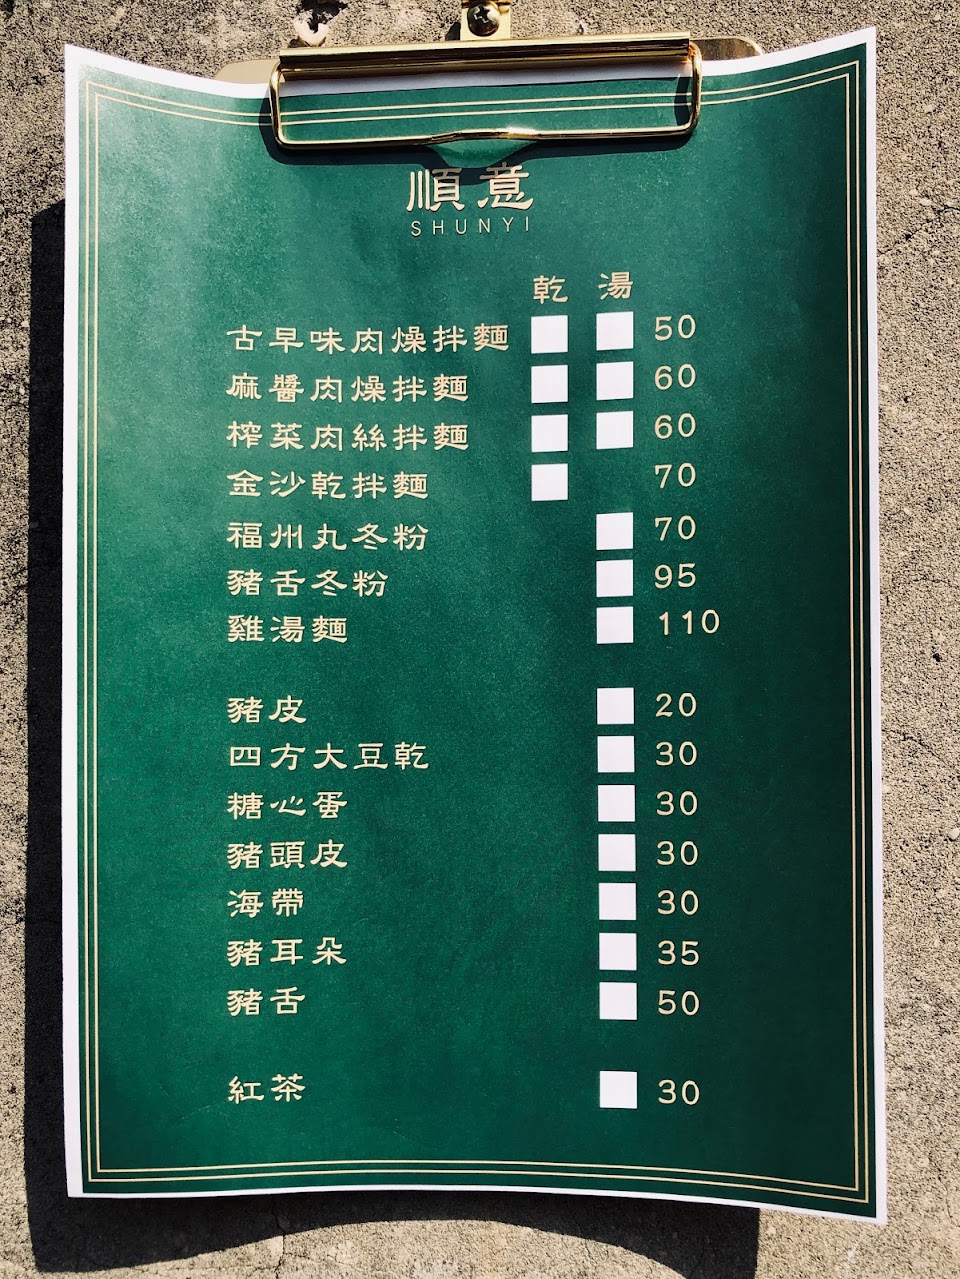 順意
SHUNYI
乾 湯
古早味肉燥拌麵 50
麻醬肉燥拌麵 60
榨菜肉絲拌麵 60
金沙乾拌麵 70
福州丸冬粉 70
豬舌冬粉 95
雞湯麵 110
豬皮 20
四方大豆乾 30
糖心蛋 30
豬頭皮 30
海帶 30
豬耳朵 35
豬舌 50
紅茶 30